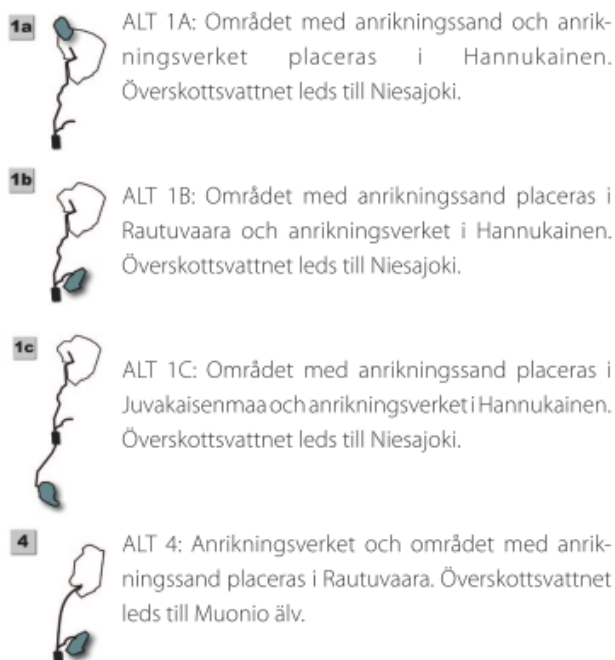 1a
ALT 1A: Området med anrikningssand och anrik-
ningsverket placeras i Hannukainen.
Överskottsvattnet leds till Niesajoki.
1b
ALT 1B: Området med anrikningssand placeras i
Rautuvaara och anrikningsverket i Hannukainen.
Överskottsvattnet leds till Niesajoki.
1c
ALT 1C: Området med anrikningssand placeras i
Juvakaisenmaa och anrikningsverket i Hannukainen.
Överskottsvattnet leds till Niesajoki.
4
ALT 4: Anrikningsverket och området med anrik-
ningssand placeras i Rautuvaara. Överskottsvattnet
leds till Muonio älv.